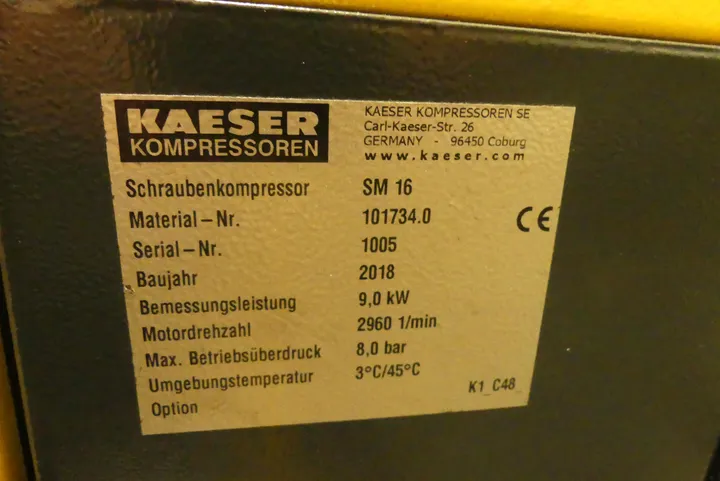 KAESER
KOMPRESSOREN
KAESER KOMPRESSOREN SE
Carl-Kaeser-Str. 26
GERMANY - 96450 Coburg
www.kaeser.com
Schraubenkompressor SM 16
Material-Nr. 101734.0
CE
Serial-Nr. 1005
Baujahr 2018
Bemessungsleistung 9,0 kW
Motordrehzahl 2960 1/min
Max. Betriebsüberdruck 8,0 bar
Umgebungstemperatur 3°C/45°C
Option
K1_C48